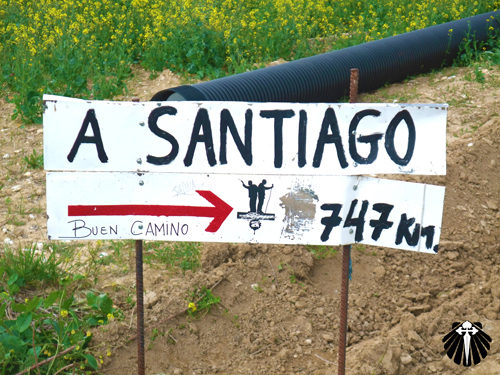 A SANTIAGO
747 Km.
BUEN CAMINO